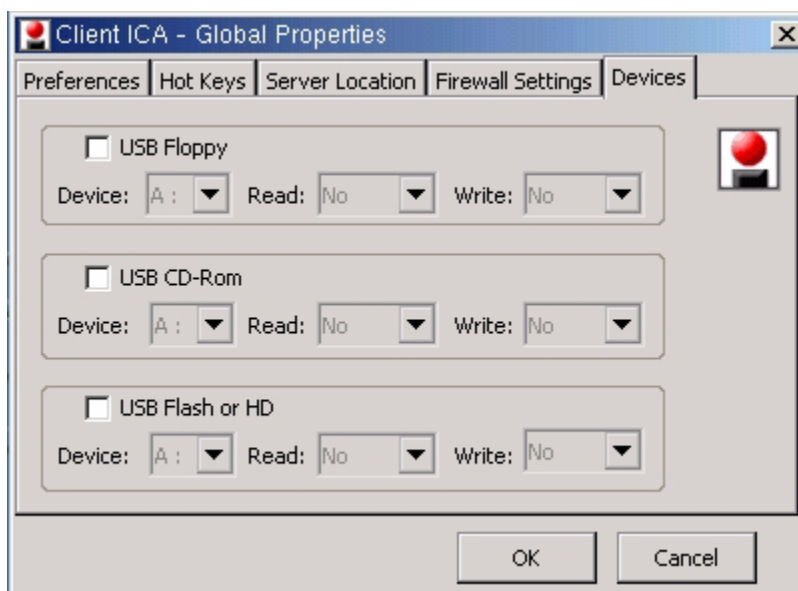 Client ICA - Global Properties
Preferences Hot Keys Server Location Firewall Settings Devices
USB Floppy
Device: A : Read: No Write: No
USB CD-Rom
Device: A : Read: No Write: No
USB Flash or HD
Device: A : Read: No Write: No
OK Cancel